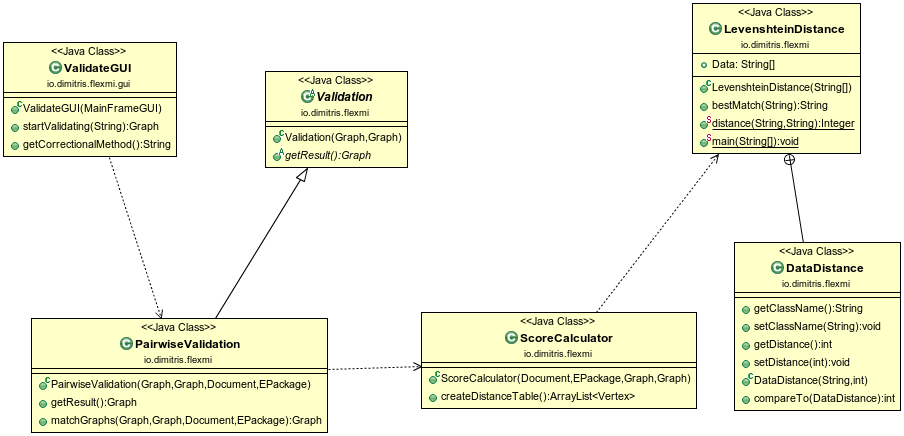 <<Java Class>>
ValidateGUI
io.dimitris.flexmi.gui
ValidateGUI(MainFrameGUI)
startValidating(String):Graph
getCorrectionalMethod():String
<<Java Class>>
Validation
io.dimitris.flexmi
Validation(Graph,Graph)
getResult():Graph
<<Java Class>>
LevenshteinDistance
io.dimitris.flexmi
Data: String[]
LevenshteinDistance(String[])
bestMatch(String):String
distance(String,String):Integer
main(String[]):void
<<Java Class>>
PairwiseValidation
io.dimitris.flexmi
PairwiseValidation(Graph,Graph,Document,EPackage)
getResult():Graph
matchGraphs(Graph,Graph,Document,EPackage):Graph
<<Java Class>>
ScoreCalculator
io.dimitris.flexmi
ScoreCalculator(Document,EPackage,Graph,Graph)
createDistanceTable():ArrayList<Vertex>
<<Java Class>>
DataDistance
io.dimitris.flexmi
getClassName():String
setClassName(String):void
getDistance():int
setDistance(int):void
DataDistance(String,int)
compareTo(DataDistance):int